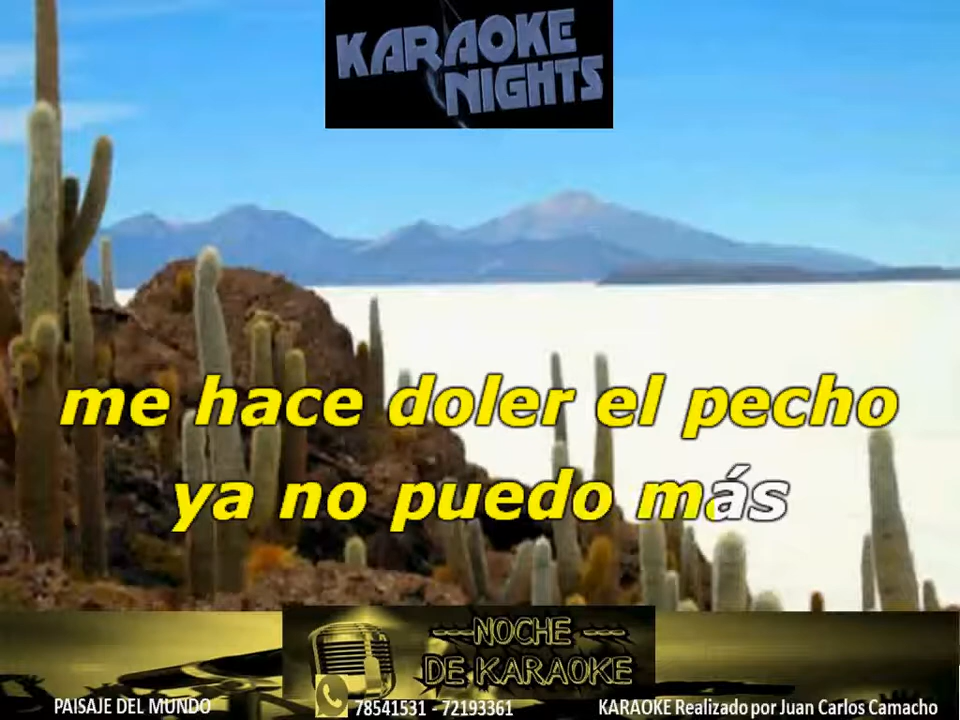 KARAOKE
NIGHTS
me hace doler el pecho
ya no puedo más
NOCHE
DE KARAOKE
PAISAJE DEL MUNDO
78541531 - 72193361
KARAOKE Realizado por Juan Carlos Camacho